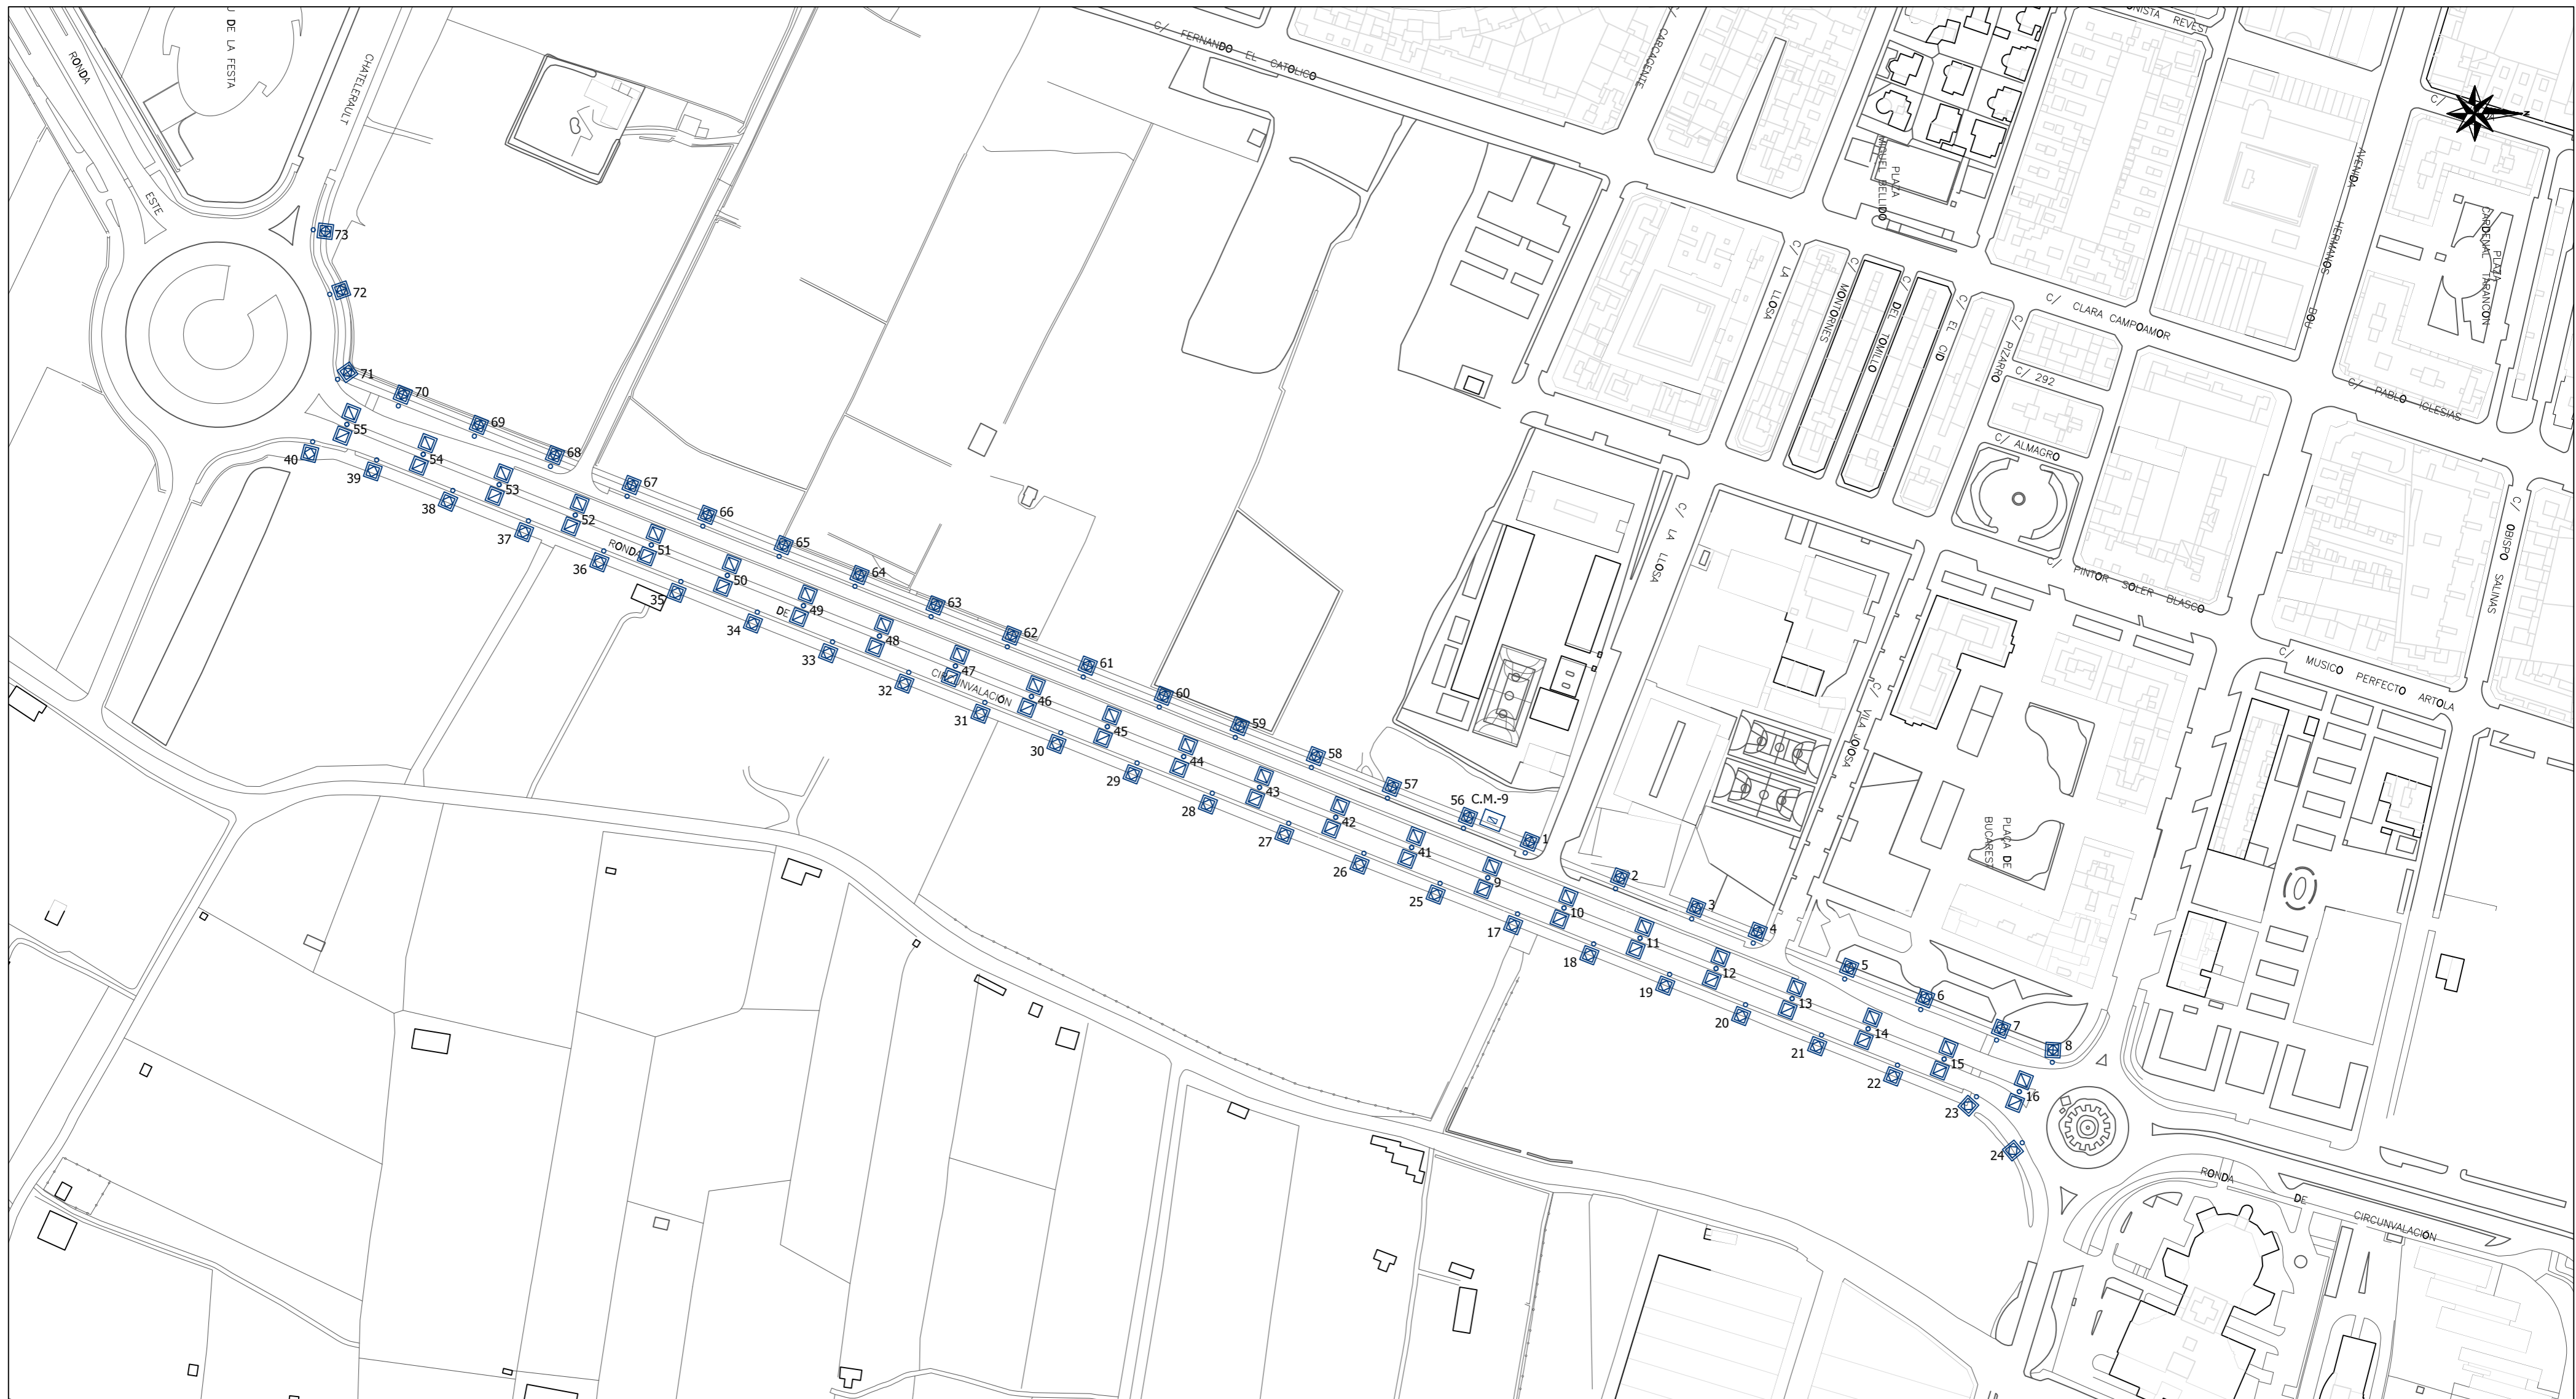 U DE LA FESTA
RONDA
ESTE
CHATELERAULT
C/ FERNANDO EL CATOLICO
CARCAGENTE
C/ LA LLOSA
C/ MONTORNES
C/ DEL TOMILLO
C/ EL CID
C/ PIZARRO
PLAZA
MIGUEL BELLIDO
C/ CLARA CAMPOAMOR
C/ 292
C/ ALMAGRO
C/ PINTOR SOLER BLASCO
AVENIDA HERMANOS BOU
C/
N
PLAZA
CARDENAL TARANCON
C/ PABLO IGLESIAS
C/ OBISPO SALINAS
C/ MUSICO PERFECTO ARTOLA
C/ LA LLOSA
C/ VILA JOIOSA
PLAÇA DE
BUCAREST
RONDA DE CIRCUNVALACIÓN
RONDA DE CIRCUNVALACIÓN
73
72
71
70
69
68
67
66
65
64
63
62
61
60
59
58
57
56
C.M.-9
1
2
3
4
5
6
7
8
55
54
53
52
51
50
49
48
47
46
45
44
43
42
41
9
10
11
12
13
14
15
16
40
39
38
37
36
35
34
33
32
31
30
29
28
27
26
25
17
18
19
20
21
22
23
24